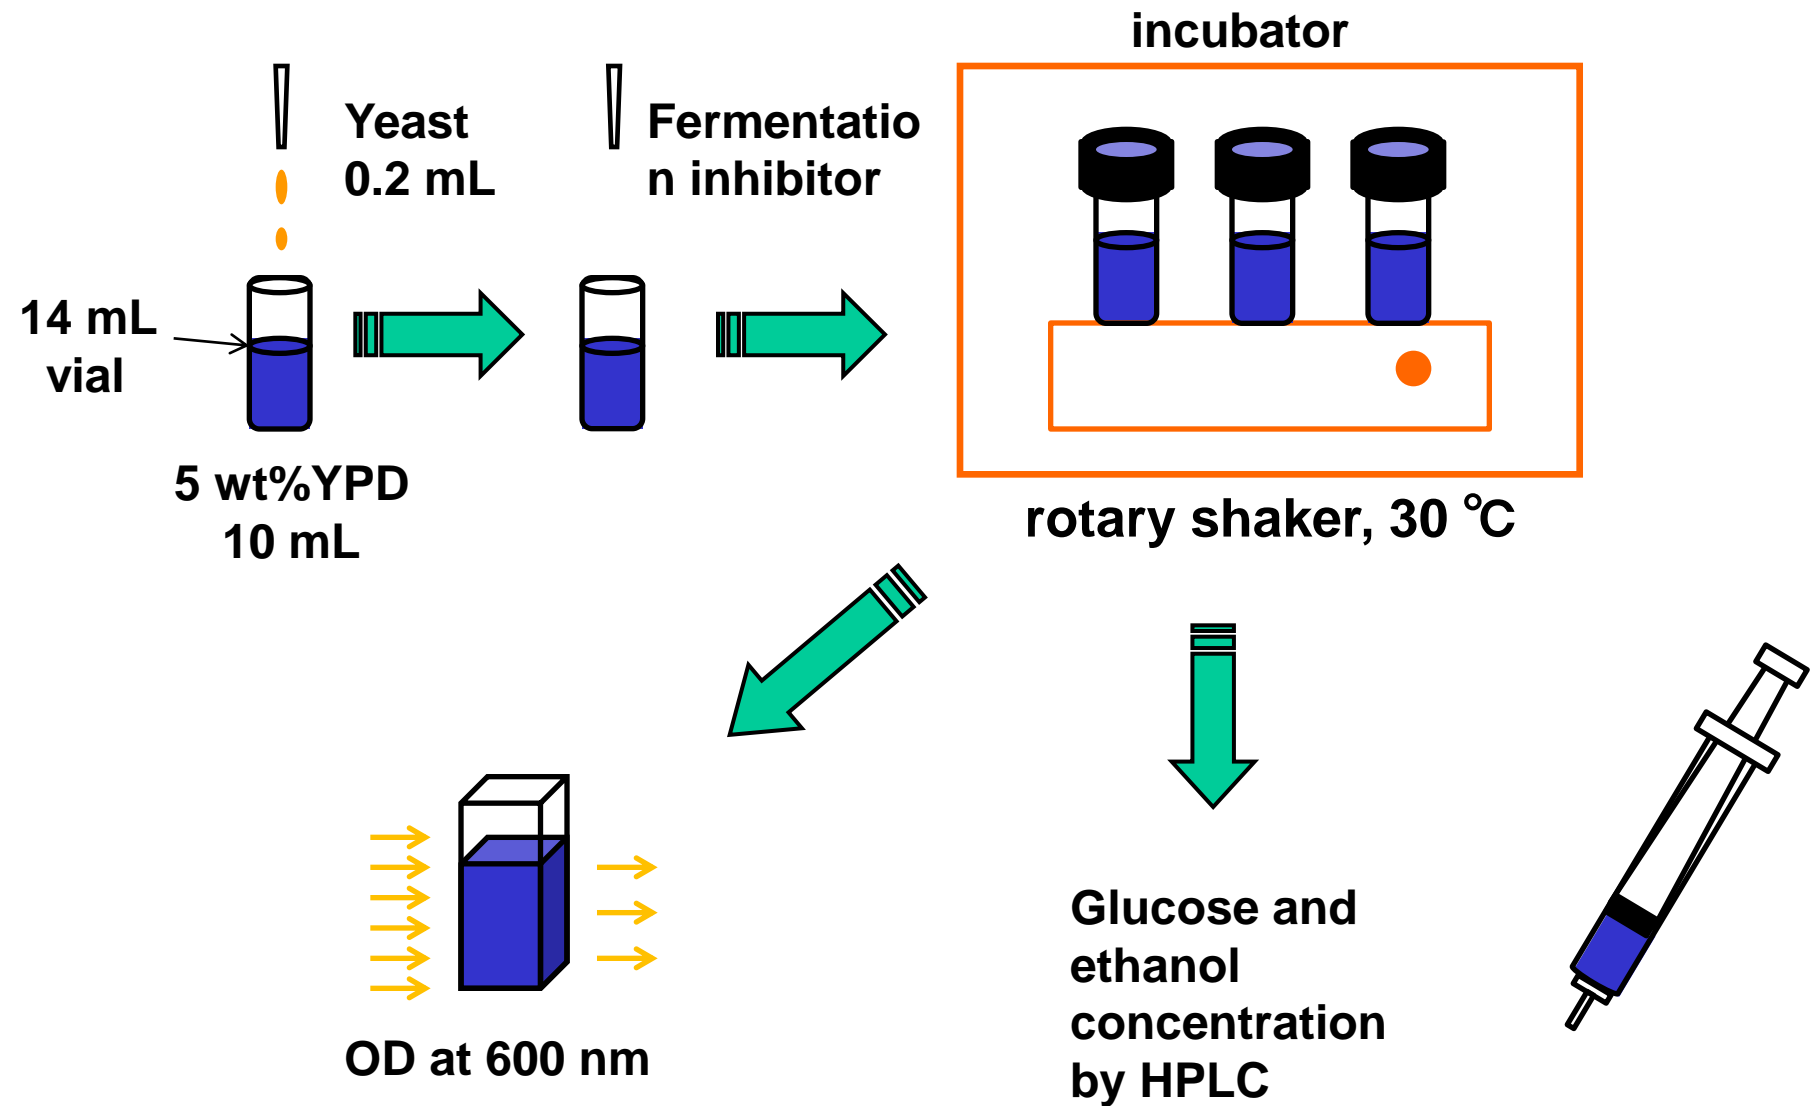 incubator
Yeast
0.2 mL
Fermentatio
n inhibitor
14 mL
vial
5 wt%YPD
10 mL
rotary shaker, 30 ℃
OD at 600 nm
Glucose and
ethanol
concentration
by HPLC